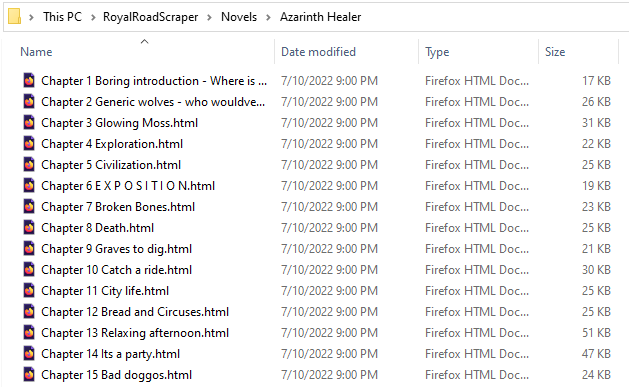 This PC > RoyalRoadScraper > Novels > Azarinth Healer
Name Date modified Type Size
Chapter 1 Boring introduction - Where is ... 7/10/2022 9:00 PM Firefox HTML Doc... 17 KB
Chapter 2 Generic wolves - who wouldve... 7/10/2022 9:00 PM Firefox HTML Doc... 26 KB
Chapter 3 Glowing Moss.html 7/10/2022 9:00 PM Firefox HTML Doc... 31 KB
Chapter 4 Exploration.html 7/10/2022 9:00 PM Firefox HTML Doc... 22 KB
Chapter 5 Civilization.html 7/10/2022 9:00 PM Firefox HTML Doc... 25 KB
Chapter 6 E X P O S I T I O N.html 7/10/2022 9:00 PM Firefox HTML Doc... 19 KB
Chapter 7 Broken Bones.html 7/10/2022 9:00 PM Firefox HTML Doc... 23 KB
Chapter 8 Death.html 7/10/2022 9:00 PM Firefox HTML Doc... 25 KB
Chapter 9 Graves to dig.html 7/10/2022 9:00 PM Firefox HTML Doc... 21 KB
Chapter 10 Catch a ride.html 7/10/2022 9:00 PM Firefox HTML Doc... 30 KB
Chapter 11 City life.html 7/10/2022 9:00 PM Firefox HTML Doc... 25 KB
Chapter 12 Bread and Circuses.html 7/10/2022 9:00 PM Firefox HTML Doc... 25 KB
Chapter 13 Relaxing afternoon.html 7/10/2022 9:00 PM Firefox HTML Doc... 51 KB
Chapter 14 Its a party.html 7/10/2022 9:00 PM Firefox HTML Doc... 47 KB
Chapter 15 Bad doggos.html 7/10/2022 9:00 PM Firefox HTML Doc... 24 KB